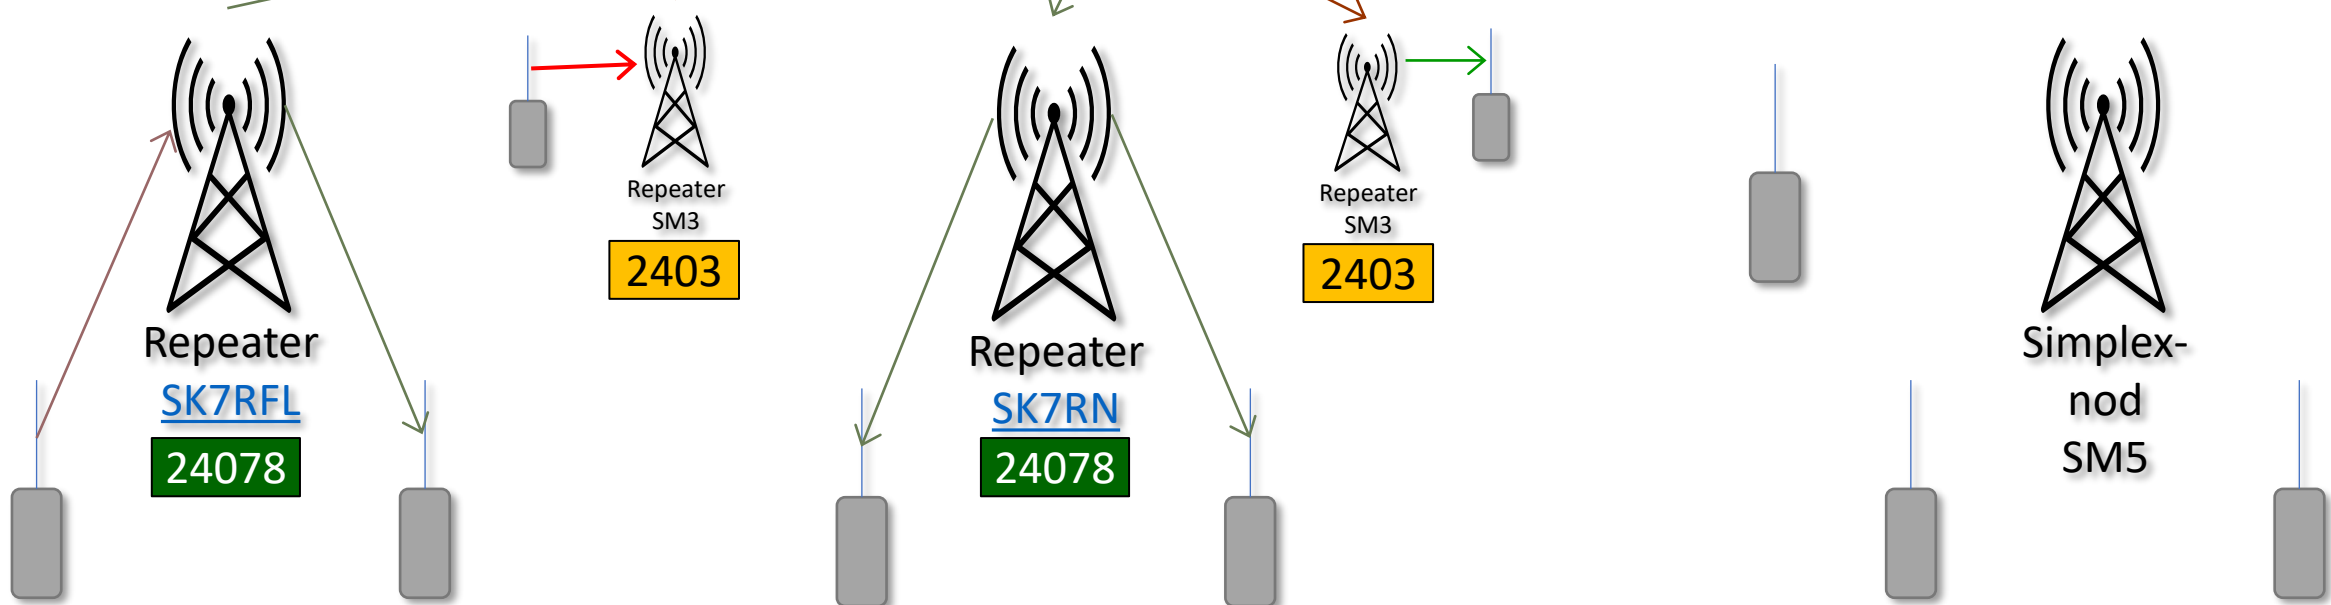 Repeater
SK7RFL
24078
Repeater
SM3
2403
Repeater
SK7RN
24078
Repeater
SM3
2403
Simplex-
nod
SM5